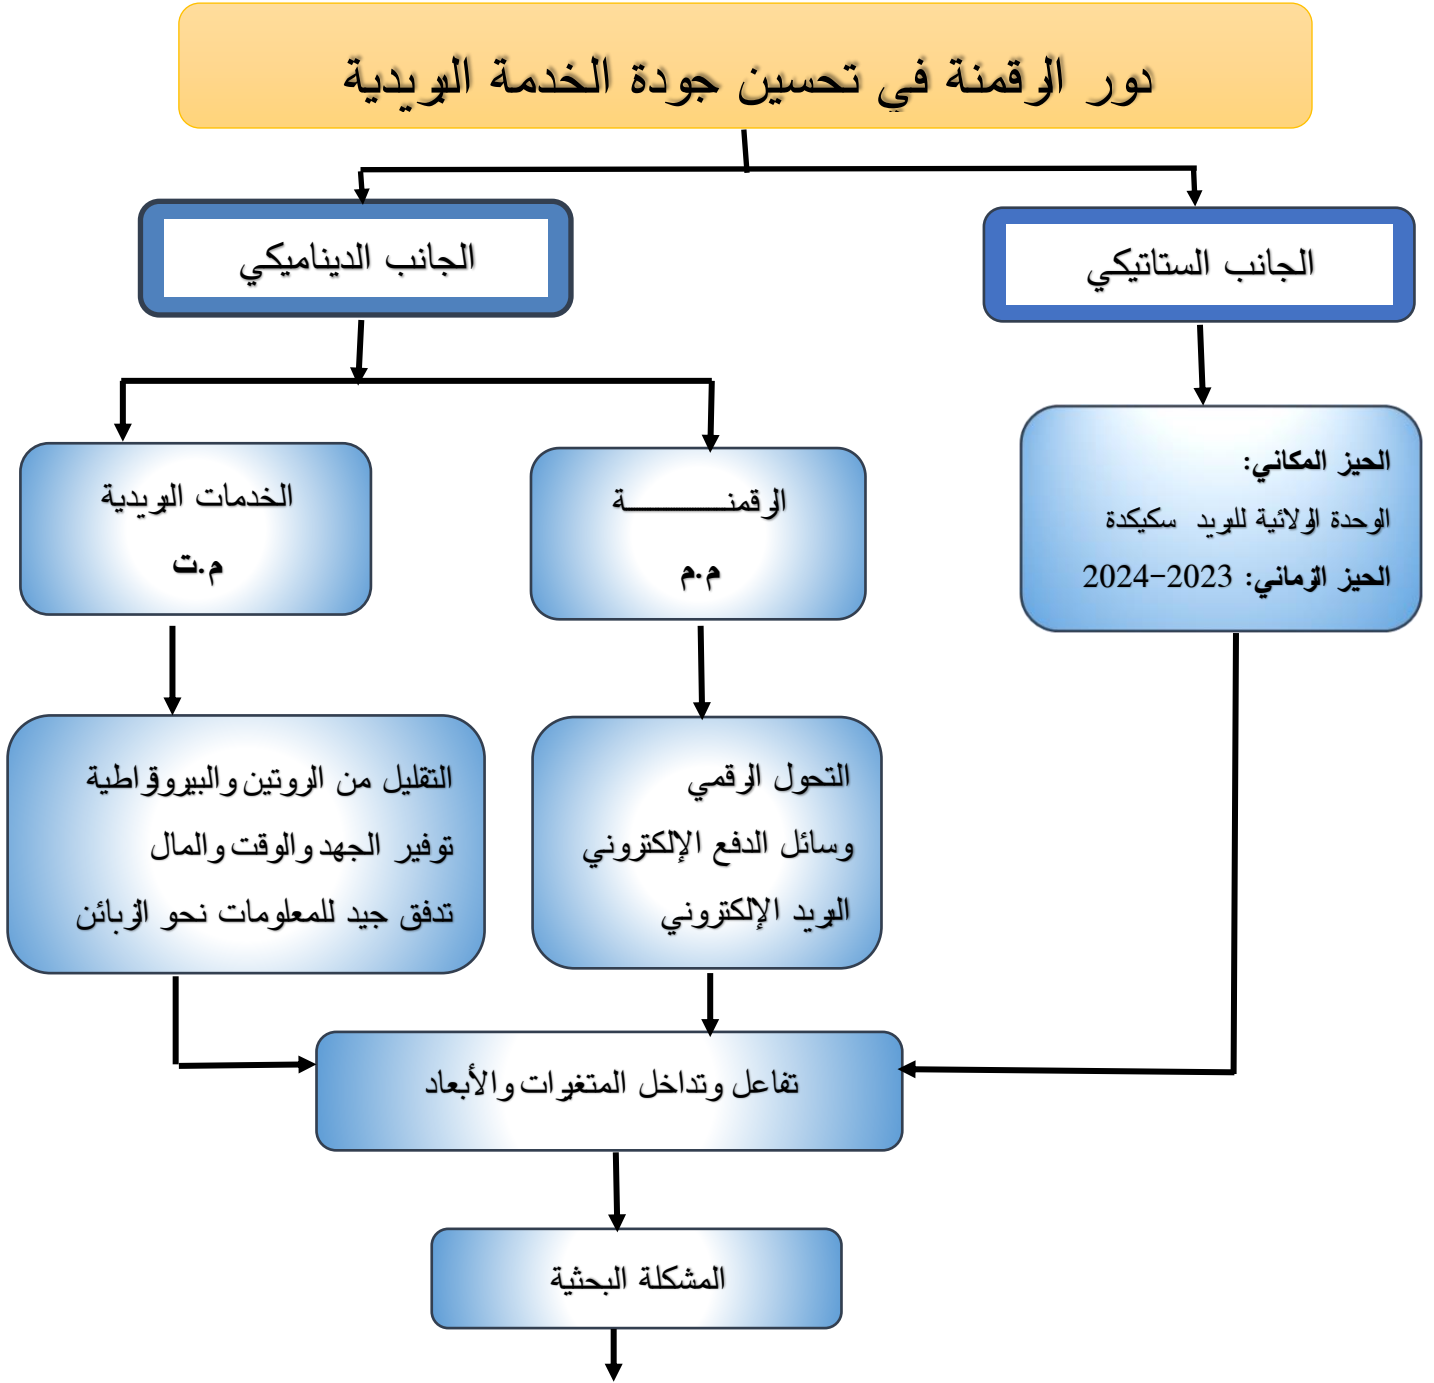 دور الرقمنة في تحسين جودة الخدمة البريدية
الجانب الستاتيكي
الجانب الديناميكي
الحيز المكاني:
الوحدة الولائية للبريد سكيكدة
الحيز الزماني: 2023-2024
الرقمنـــــــــــة
م.م
الخدمات البريدية
م.ت
التحول الرقمي
وسائل الدفع الإلكتروني
البريد الإلكتروني
التقليل من الروتين والبيروقراطية
توفير الجهد والوقت والمال
تدفق جيد للمعلومات نحو الزبائن
تفاعل وتداخل المتغيرات والأبعاد
المشكلة البحثية